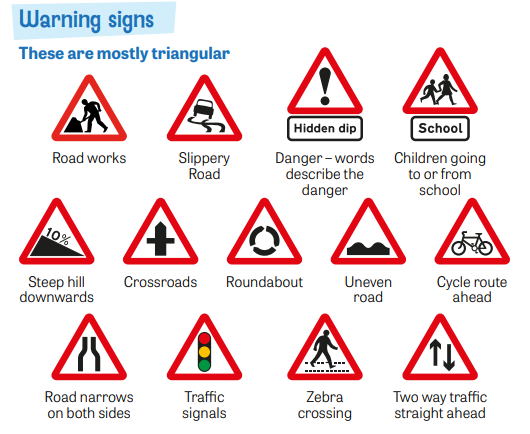 Warning signs
These are mostly triangular
Road works
Slippery
Road
Hidden dip
Danger – words
describe the
danger
School
Children going
to or from
school
10%
Steep hill
downwards
Crossroads
Roundabout
Uneven
road
Cycle route
ahead
Road narrows
on both sides
Traffic
signals
Zebra
crossing
Two way traffic
straight ahead